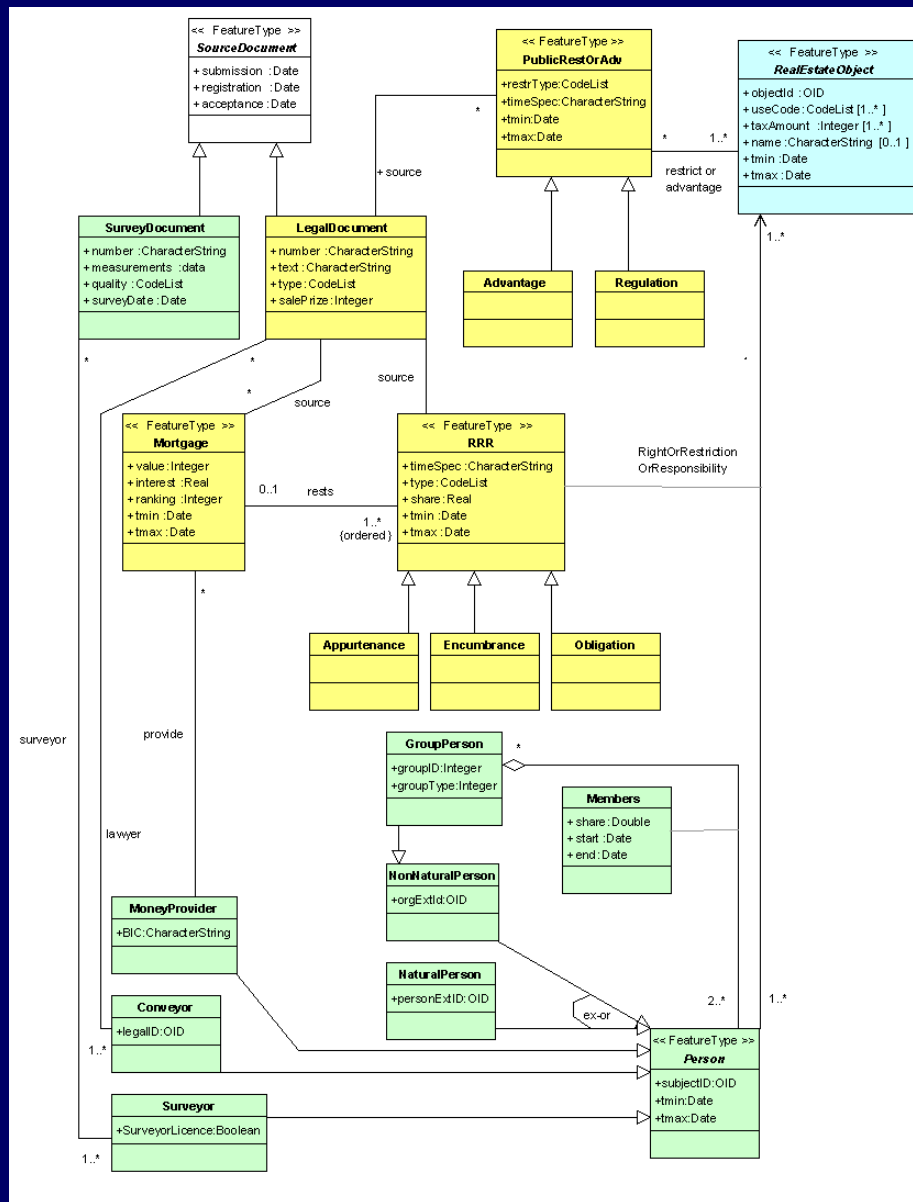 << FeatureType >>
SourceDocument
+ submission :Date
+ registration :Date
+ acceptance :Date
<< FeatureType >>
PublicRestOrAdv
+restrType:CodeList
+timeSpec:CharacterString
+tmin:Date
+tmax:Date
<< FeatureType >>
RealEstateObject
+objectId :OID
+useCode:CodeList [1..* ]
+taxAmount :Integer [1..* ]
+name :CharacterString [0..1 ]
+tmin :Date
+tmax :Date
*
*
1..*
restrict or
advantage
+ source
SurveyDocument
+number :CharacterString
+measurements :data
+quality :CodeList
+surveyDate :Date
LegalDocument
+number :CharacterString
+text :CharacterString
+type :CodeList
+salePrize :Integer
1..*
Advantage
Regulation
*
*
*
source
source
<< FeatureType >>
Mortgage
+value:Integer
+interest :Real
+ranking :Integer
+tmin :Date
+tmax :Date
0..1
rests
1..*
{ordered }
<< FeatureType >>
RRR
+timeSpec :CharacterString
+type:CodeList
+share:Real
+tmin :Date
+tmax :Date
RightOrRestriction
OrResponsibility
*
Appurtenance
Encumbrance
Obligation
surveyor
provide
lawyer
GroupPerson
+groupID:Integer
+groupType:Integer
*
Members
+ share:Double
+ start :Date
+ end:Date
NonNaturalPerson
+orgExtId:OID
MoneyProvider
+BIC:CharacterString
NaturalPerson
+personExtID:OID
ex-or
2..*
1..*
Conveyor
+legalID:OID
1..*
<< FeatureType >>
Person
+subjectID:OID
+tmin:Date
+tmax:Date
Surveyor
+SurveyorLicence:Boolean
1..*